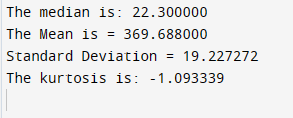 The median is: 22.300000
The Mean is = 369.688000
Standard Deviation = 19.227272
The kurtosis is: -1.093339